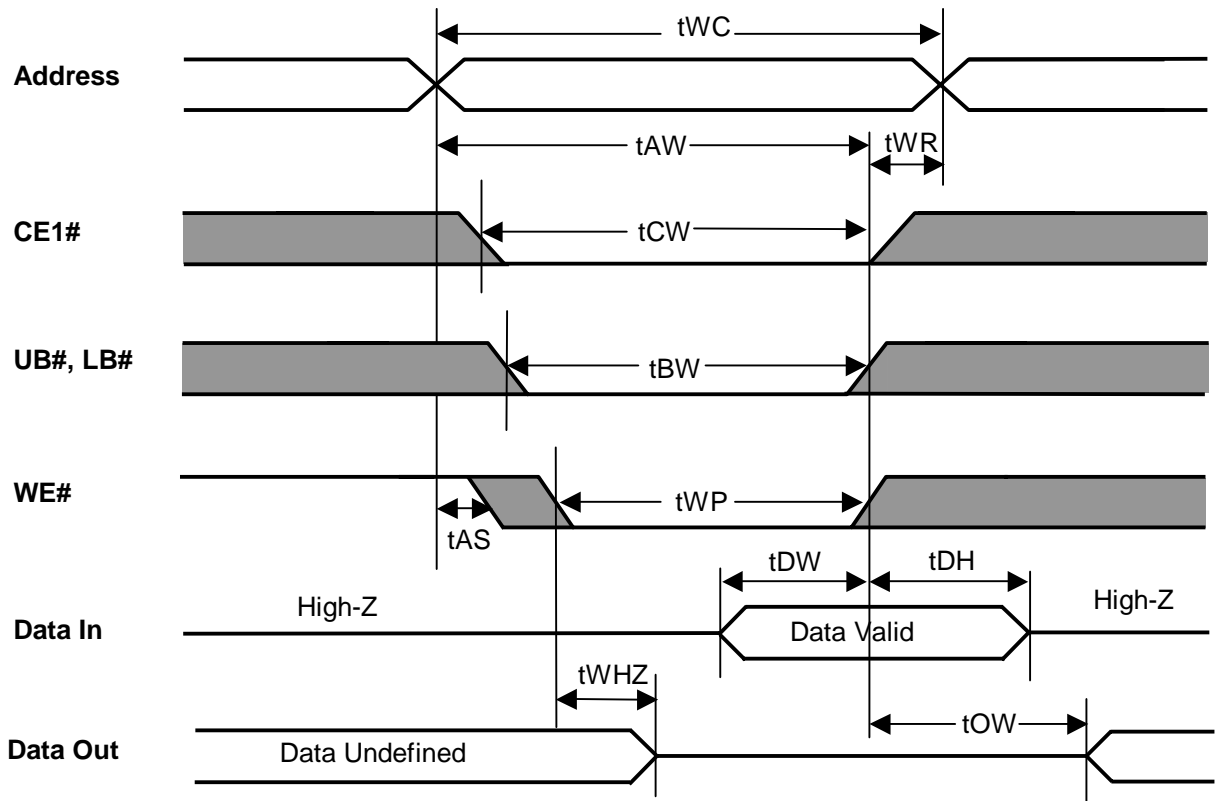 tWC
Address
tAW
tWR
CE1#
tCW
UB#, LB#
tBW
WE#
tWP
tAS
tDW
tDH
High-Z
High-Z
Data In
Data Valid
tWHZ
tOW
Data Out
Data Undefined